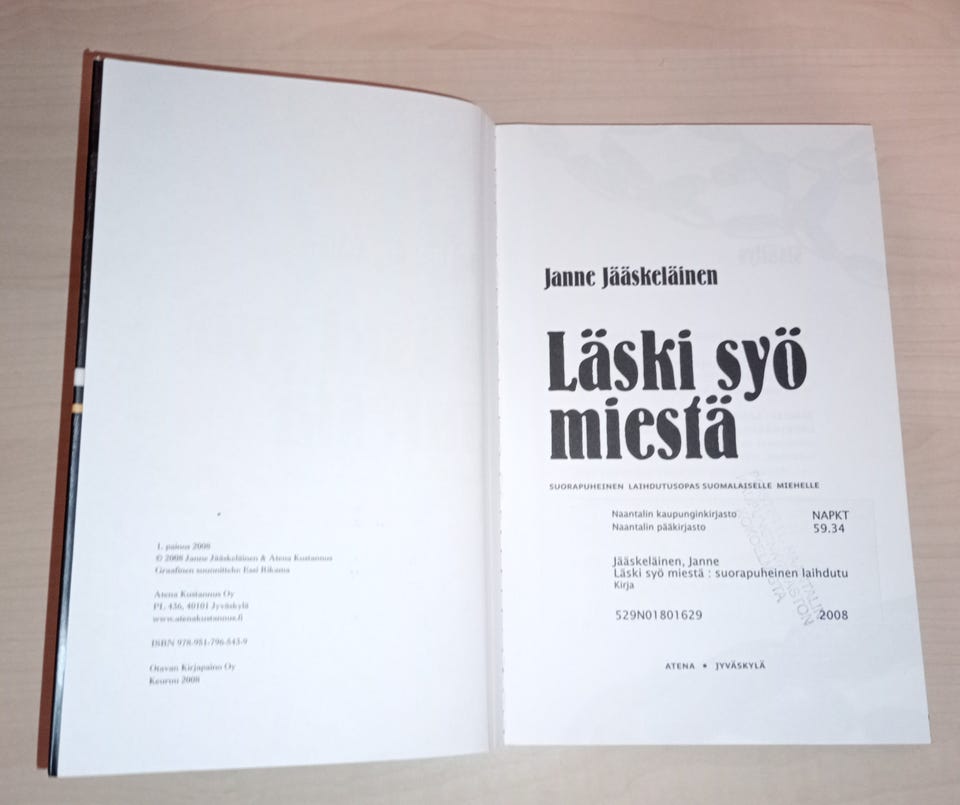 1. painos 2008
© 2008 Janne Jääskeläinen & Atena Kustannus
Graafinen suunnittelu: Essi Rikama
Atena Kustannus Oy
PL 436, 40101 Jyväskylä
www.atenakustannus.fi
ISBN 978-951-796-543-9
Otavan Kirjapaino Oy
Keuruu 2008
Janne Jääskeläinen
Läski syö
miestä
SUORAPUHEINEN LAIHDUTUSOPAS SUOMALAISELLE MIEHELLE
Naantalin kaupunginkirjasto NAPKT
Naantalin pääkirjasto 59.34
Jääskeläinen, Janne
Läski syö miestä : suorapuheinen laihdutu
Kirja
529N01801629 2008
ATENA • JYVÄSKYLÄ